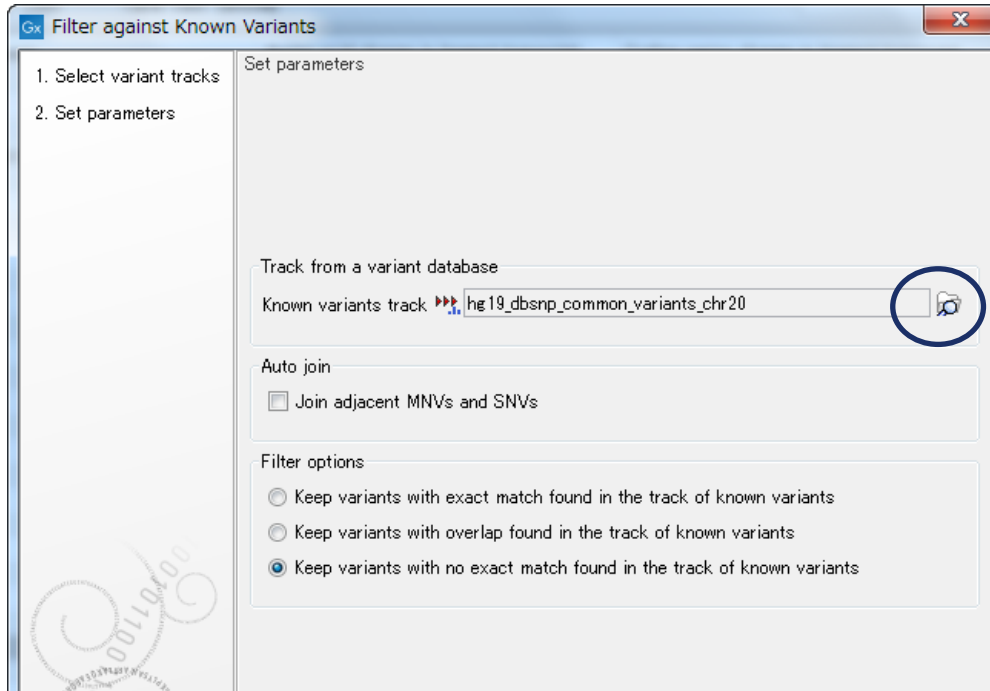 Gx Filter against Known Variants
1. Select variant tracks
2. Set parameters
Set parameters
Track from a variant database
Known variants track hg19_dbsnp_common_variants_chr20
Auto join
Join adjacent MNVs and SNVs
Filter options
Keep variants with exact match found in the track of known variants
Keep variants with overlap found in the track of known variants
Keep variants with no exact match found in the track of known variants